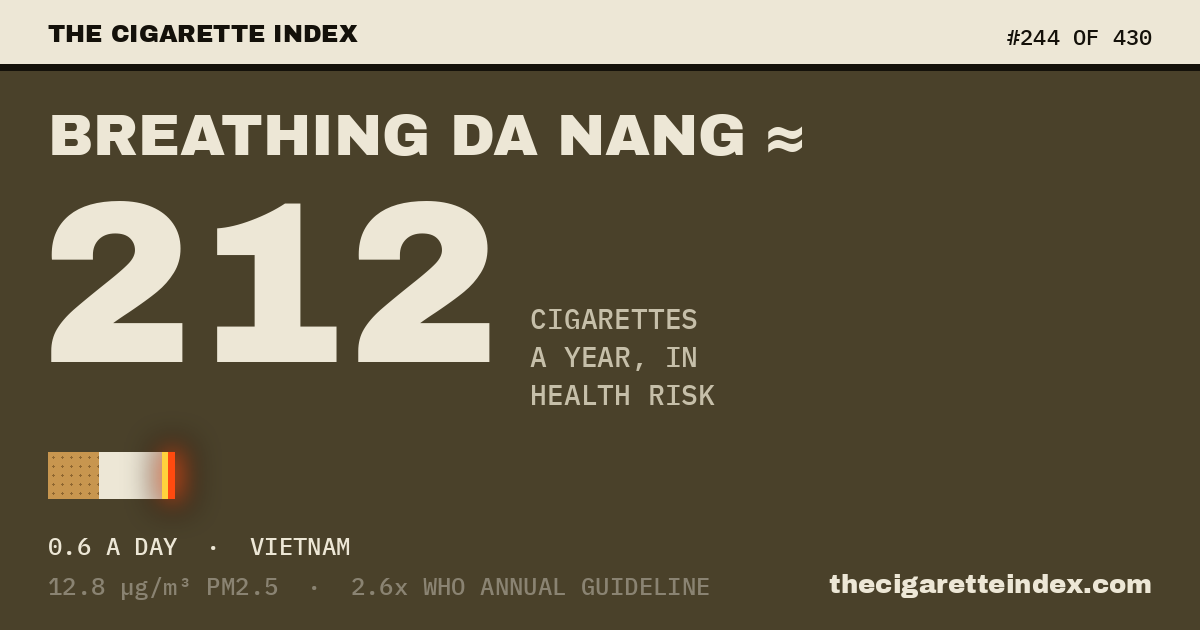 THE CIGARETTE INDEX
#244 OF 430
BREATHING DA NANG ≈
212
CIGARETTES
A YEAR, IN
HEALTH RISK
0.6 A DAY · VIETNAM
12.8 µg/m³ PM2.5 · 2.6x WHO ANNUAL GUIDELINE
thecigaretteindex.com